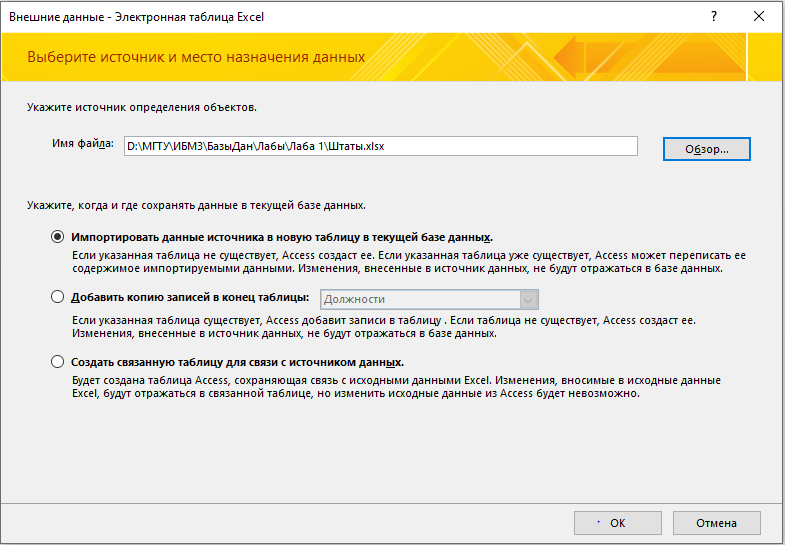 Внешние данные - Электронная таблица Excel
?
Выберите источник и место назначения данных
Укажите источник определения объектов.
Имя файла: D:\МГТУ\ИБМ3\БазыДан\Лабы\Лаба 1\Штаты.xlsx Обзор...
Укажите, когда и где сохранять данные в текущей базе данных.
Импортировать данные источника в новую таблицу в текущей базе данных.
Если указанная таблица не существует, Access создаст ее. Если указанная таблица уже существует, Access может переписать ее
содержимое импортируемыми данными. Изменения, внесенные в источник данных, не будут отражаться в базе данных.
Добавить копию записей в конец таблицы: Должности
Если указанная таблица существует, Access добавит записи в таблицу . Если таблица не существует, Access создаст ее.
Изменения, внесенные в источник данных, не будут отражаться в базе данных.
Создать связанную таблицу для связи с источником данных.
Будет создана таблица Access, сохраняющая связь с исходными данными Excel. Изменения, вносимые в исходные данные
Excel, будут отражаться в связанной таблице, но изменить исходные данные из Access будет невозможно.
ОК Отмена